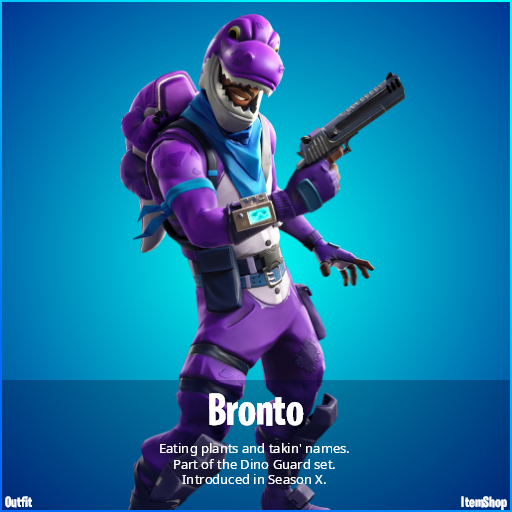 Bronto
Eating plants and takin' names.
Part of the Dino Guard set.
Introduced in Season X.
Outfit
ItemShop